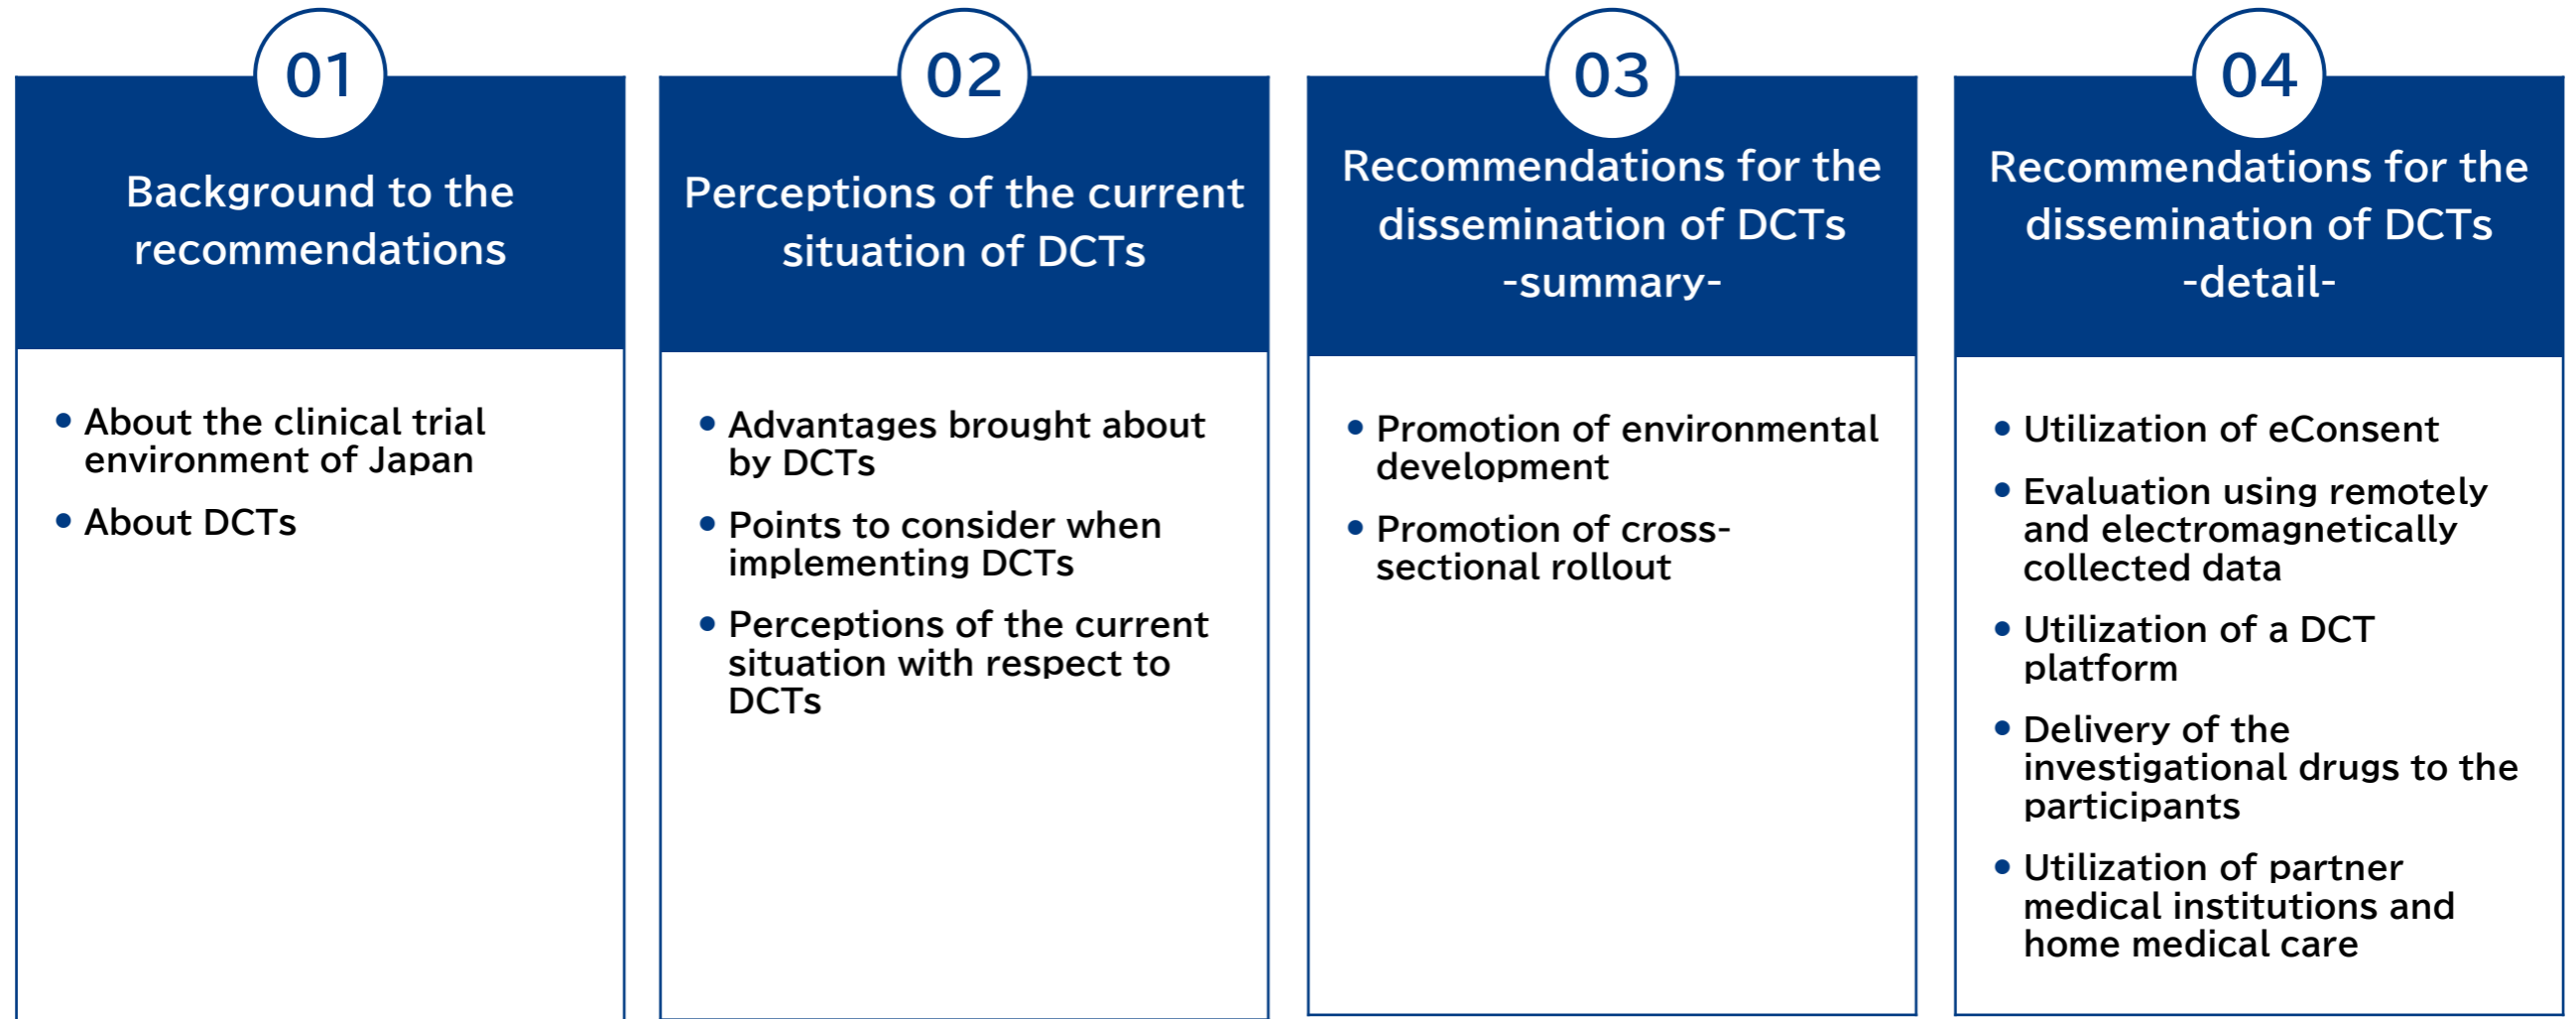 01
Background to the
recommendations
• About the clinical trial
environment of Japan
• About DCTs
02
Perceptions of the current
situation of DCTs
• Advantages brought about
by DCTs
• Points to consider when
implementing DCTs
• Perceptions of the current
situation with respect to
DCTs
03
Recommendations for the
dissemination of DCTs
-summary-
• Promotion of environmental
development
• Promotion of cross-
sectional rollout
04
Recommendations for the
dissemination of DCTs
-detail-
• Utilization of eConsent
• Evaluation using remotely
and electromagnetically
collected data
• Utilization of a DCT
platform
• Delivery of the
investigational drugs to the
participants
• Utilization of partner
medical institutions and
home medical care